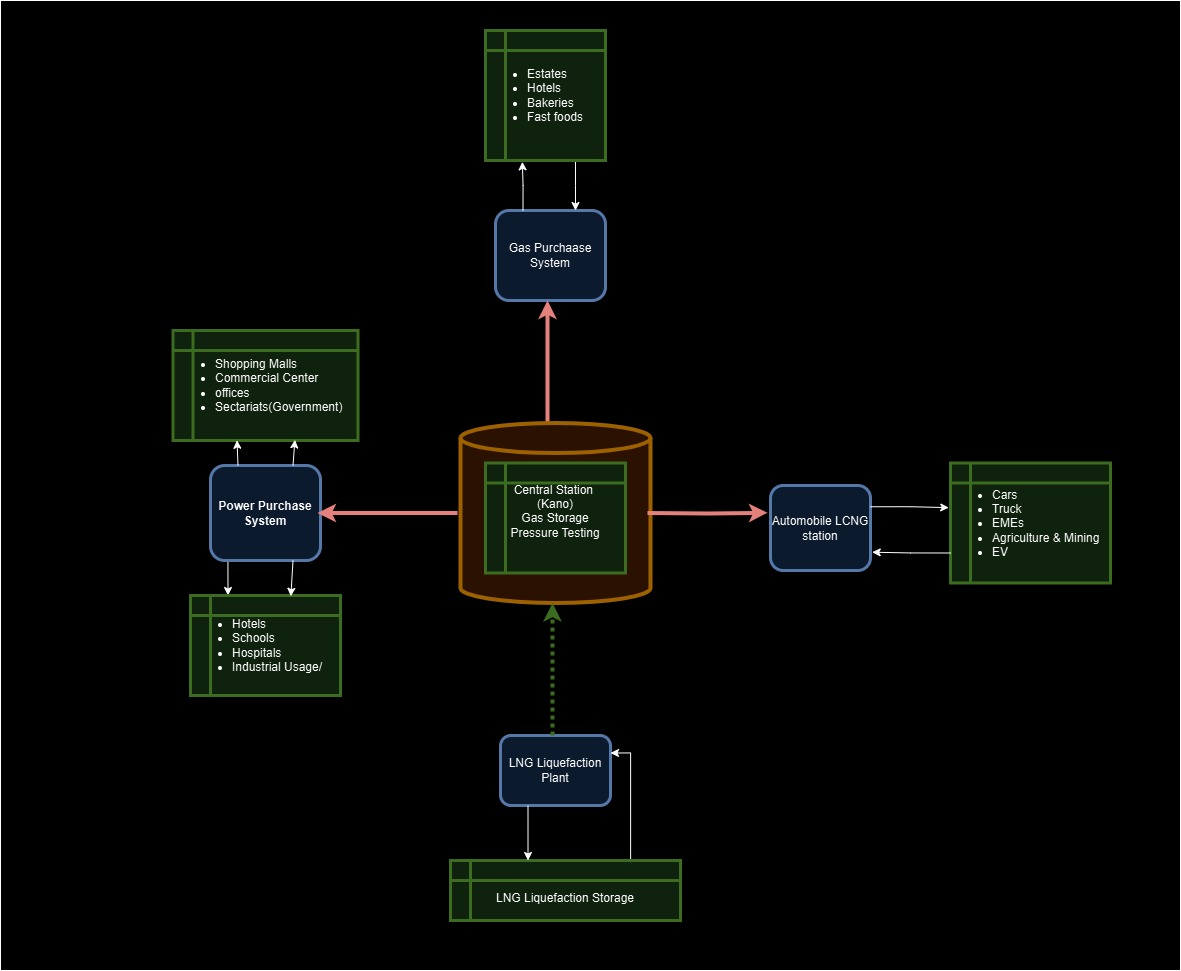 Estates
Hotels
Bakeries
Fast foods
Gas Purchaase
System
Shopping Malls
Commercial Center
offices
Sectariats(Government)
Power Purchase
System
Hotels
Schools
Hospitals
Industrial Usage/
Central Station
(Kano)
Gas Storage
Pressure Testing
Automobile LCNG
station
Cars
Truck
EMEs
Agriculture & Mining
EV
LNG Liquefaction
Plant
LNG Liquefaction Storage